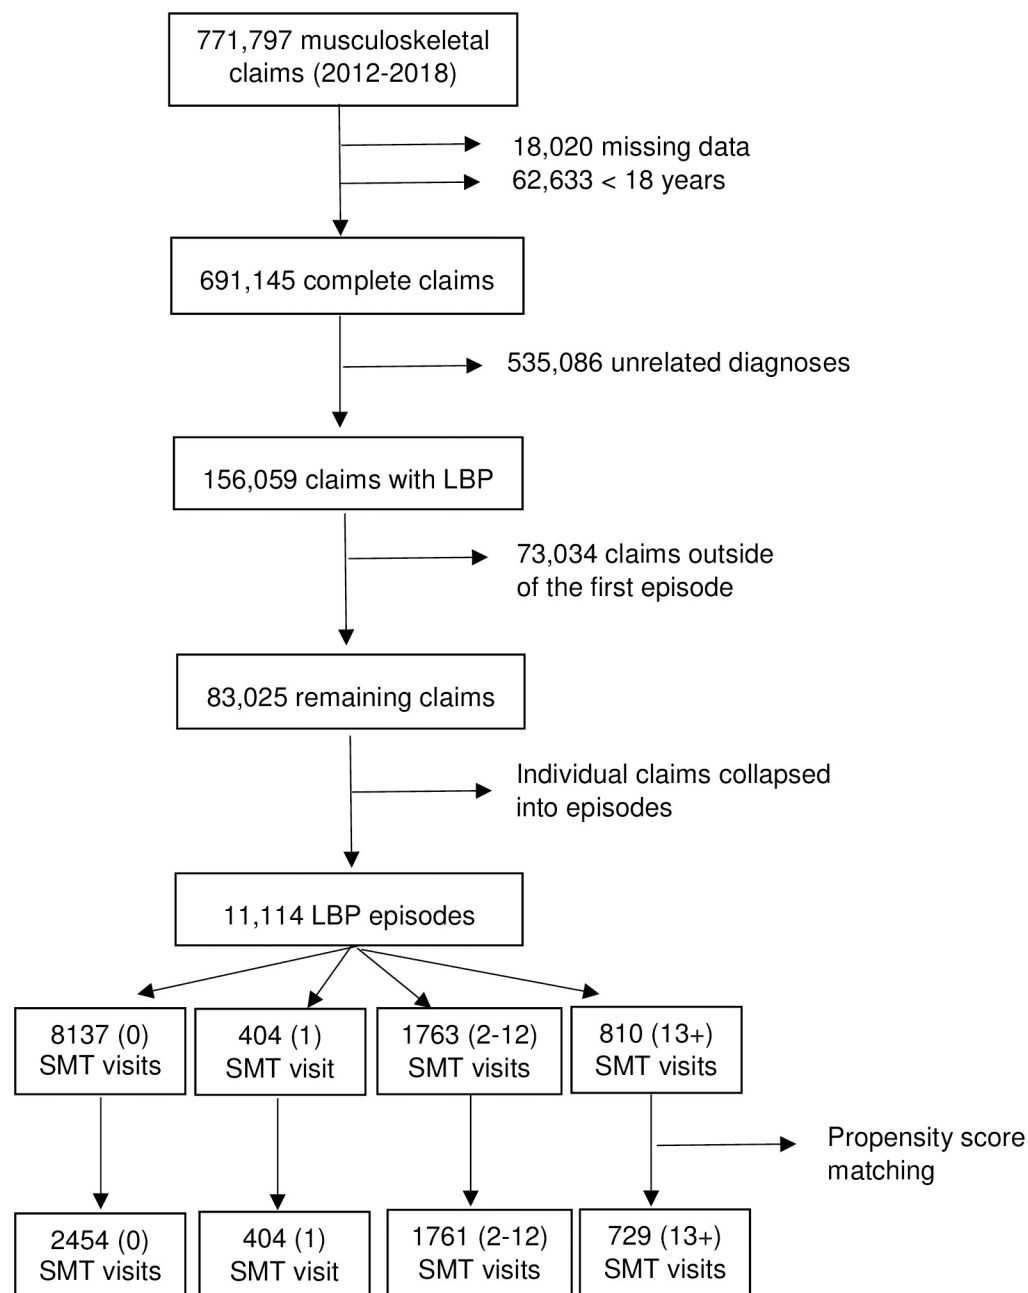 771,797 musculoskeletal
claims (2012-2018)
18,020 missing data
62,633 < 18 years
691,145 complete claims
535,086 unrelated diagnoses
156,059 claims with LBP
73,034 claims outside
of the first episode
83,025 remaining claims
Individual claims collapsed
into episodes
11,114 LBP episodes
8137 (0)
SMT visits
404 (1)
SMT visit
1763 (2-12)
SMT visits
810 (13+)
SMT visits
Propensity score
matching
2454 (0)
SMT visits
404 (1)
SMT visit
1761 (2-12)
SMT visits
729 (13+)
SMT visits